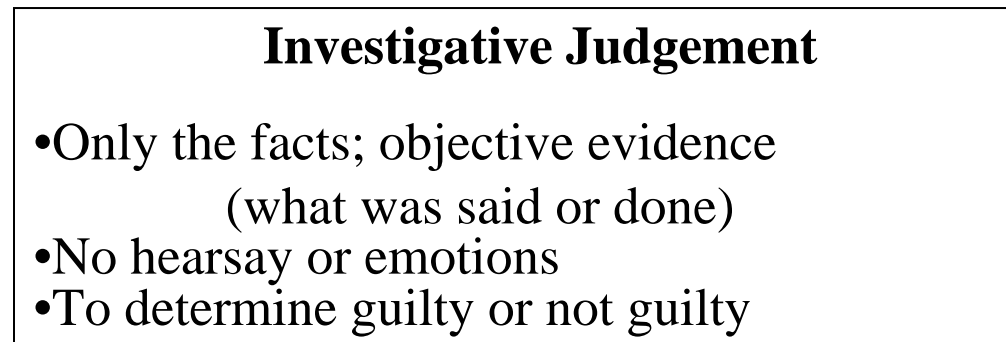 Investigative Judgement
•Only the facts; objective evidence
(what was said or done)
•No hearsay or emotions
•To determine guilty or not guilty